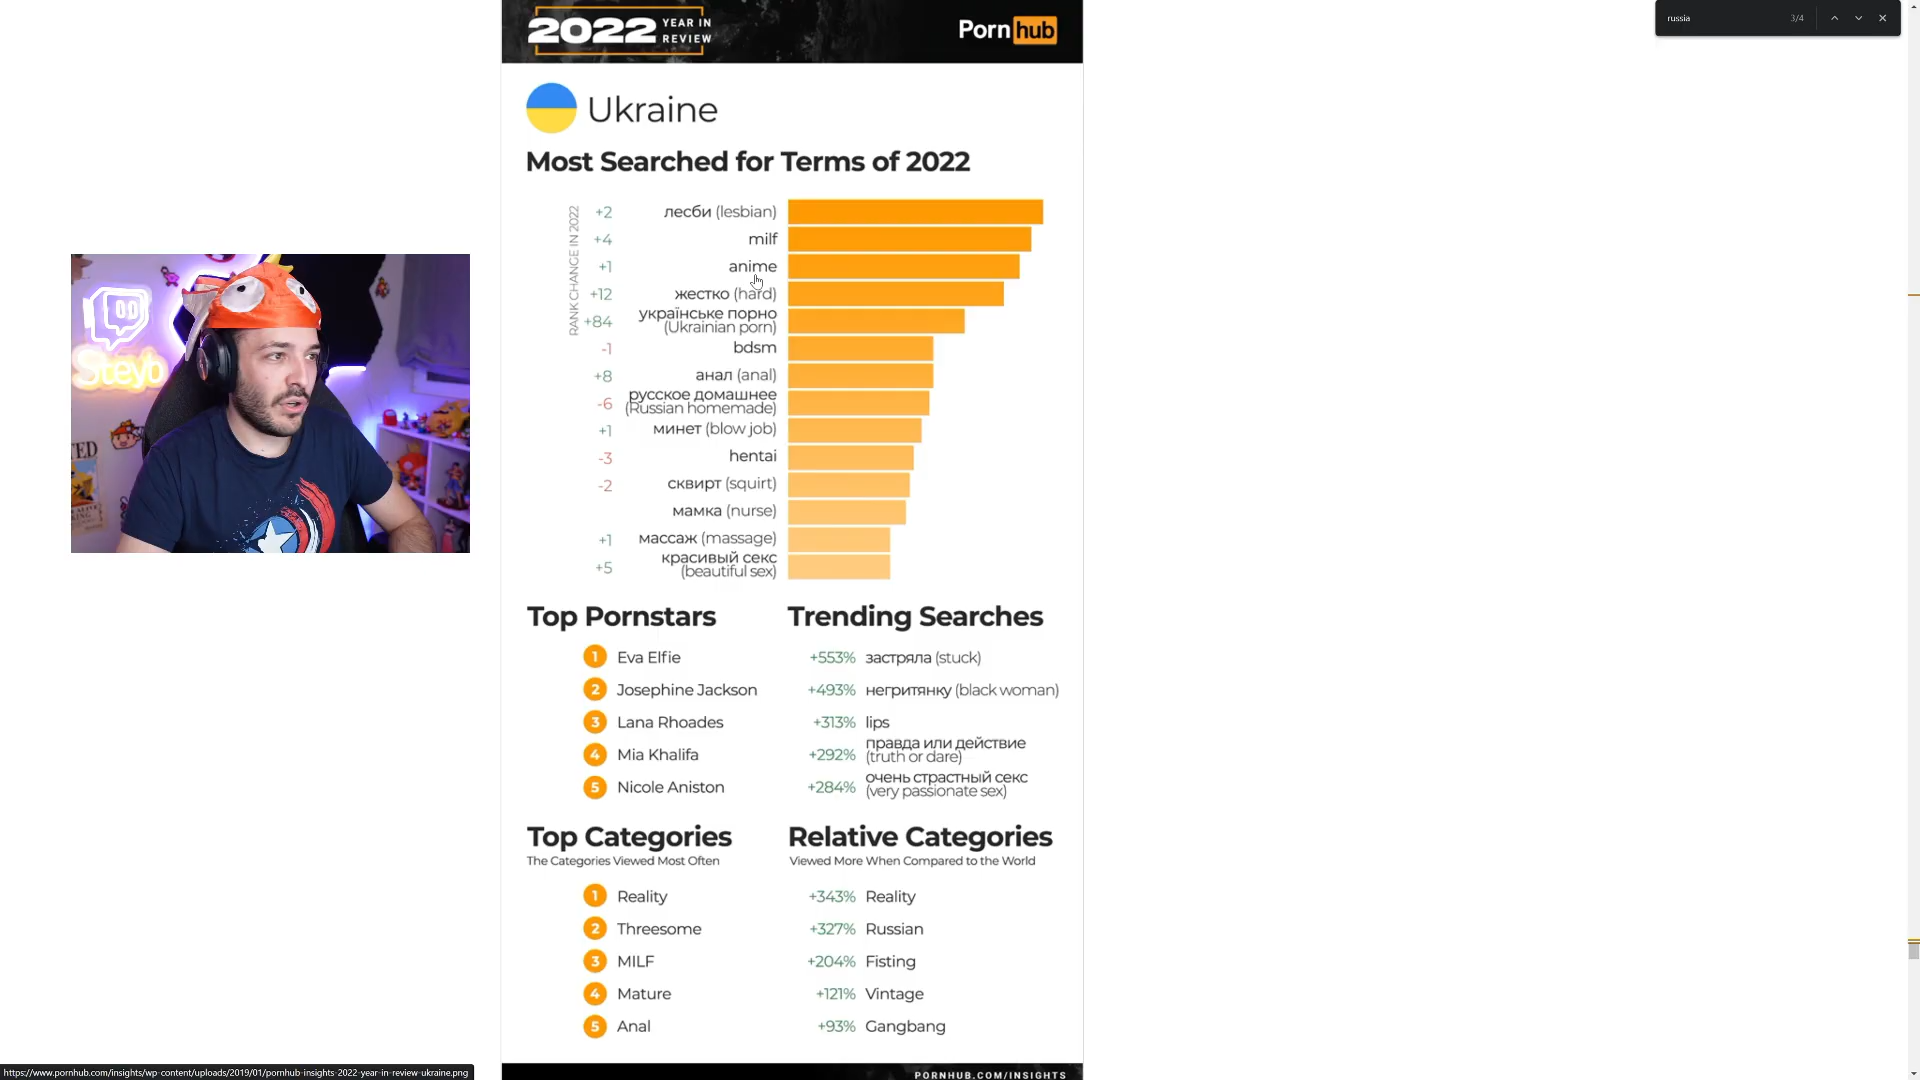 2022 YEAR IN REVIEW
Pornhub
russia 3/4
Ukraine
Most Searched for Terms of 2022
RANK CHANGE IN 2022
+2 лесби (lesbian)
+4 milf
+1 anime
+12 жестко (hard)
+84 українське порно (Ukrainian porn)
-1 bdsm
+8 анал (anal)
-6 русское домашнее (Russian homemade)
+1 минет (blow job)
-3 hentai
-2 сквирт (squirt)
мамка (nurse)
+1 массаж (massage)
+5 красивый секс (beautiful sex)
Top Pornstars
1 Eva Elfie
2 Josephine Jackson
3 Lana Rhoades
4 Mia Khalifa
5 Nicole Aniston
Trending Searches
+553% застряла (stuck)
+493% негритянку (black woman)
+313% lips
+292% правда или действие (truth or dare)
+284% очень страстный секс (very passionate sex)
Top Categories
The Categories Viewed Most Often
1 Reality
2 Threesome
3 MILF
4 Mature
5 Anal
Relative Categories
Viewed More When Compared to the World
+343% Reality
+327% Russian
+204% Fisting
+121% Vintage
+93% Gangbang
PORNHUB.COM/INSIGHTS
Steyb
https://www.pornhub.com/insights/wp-content/uploads/2019/01/pornhub-insights-2022-year-in-review-ukraine.png